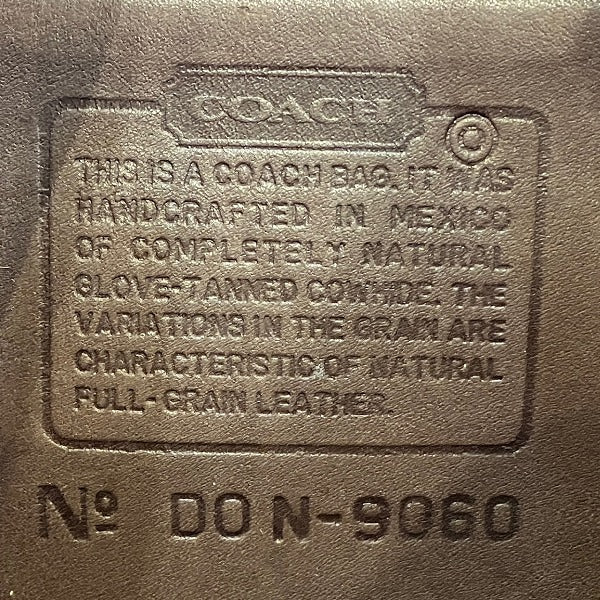 COACH
®
THIS IS A COACH BAG. IT WAS
HANDCRAFTED IN MEXICO
OF COMPLETELY NATURAL
GLOVE-TANNED COWHIDE. THE
VARIATIONS IN THE GRAIN ARE
CHARACTERISTIC OF NATURAL
FULL-GRAIN LEATHER.
Nº DON-9060